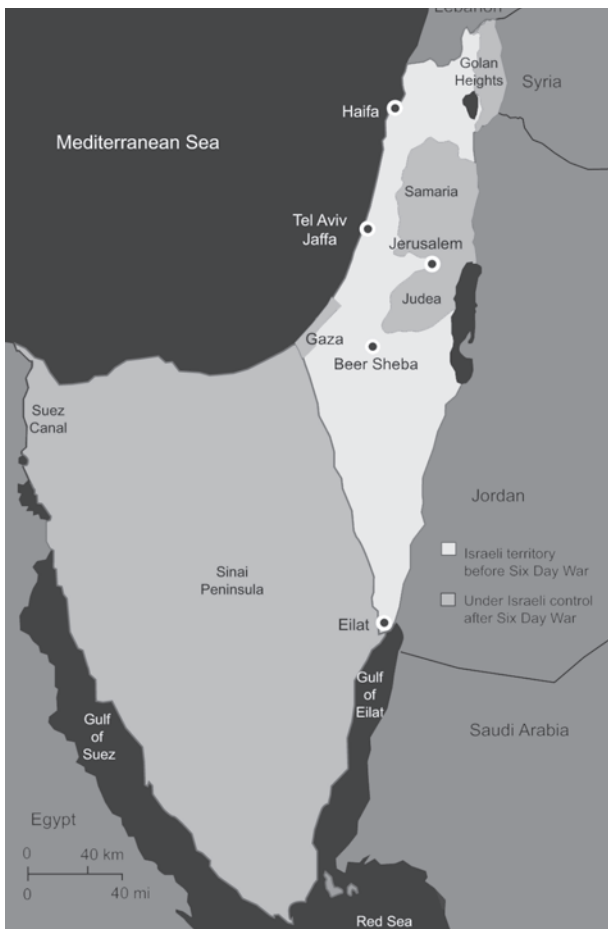 Lebanon
Golan
Heights
Syria
Haifa
Mediterranean Sea
Samaria
Tel Aviv
Jaffa
Jerusalem
Judea
Gaza
Beer Sheba
Suez
Canal
Jordan
Israeli territory
before Six Day War
Under Israeli control
after Six Day War
Sinai
Peninsula
Eilat
Gulf
of
Eilat
Gulf
of
Suez
Saudi Arabia
Egypt
0 40 km
0 40 mi
Red Sea